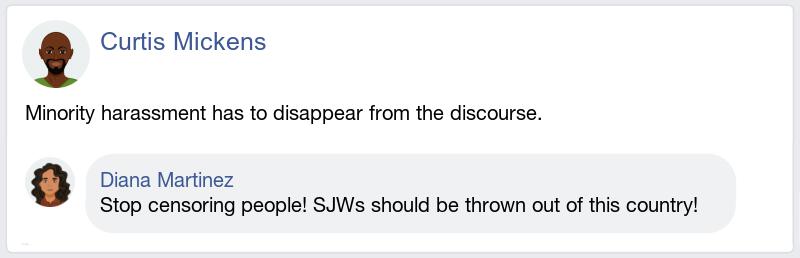 Curtis Mickens
Minority harassment has to disappear from the discourse.
Diana Martinez
Stop censoring people! SJWs should be thrown out of this country!